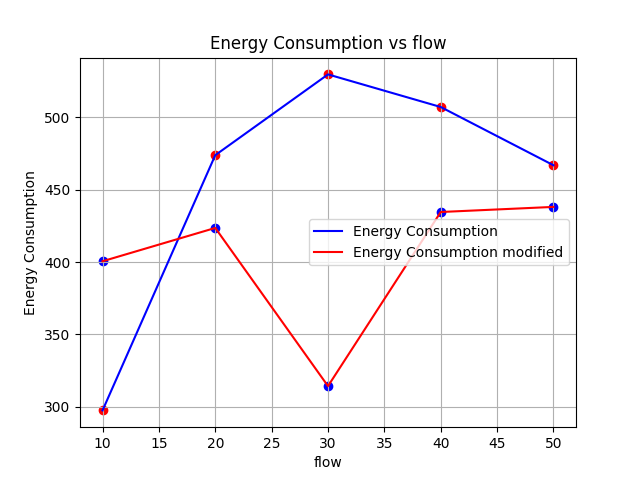 Energy Consumption vs flow
Energy Consumption
500
450
400
350
300
Energy Consumption
Energy Consumption modified
10 15 20 25 30 35 40 45 50
flow